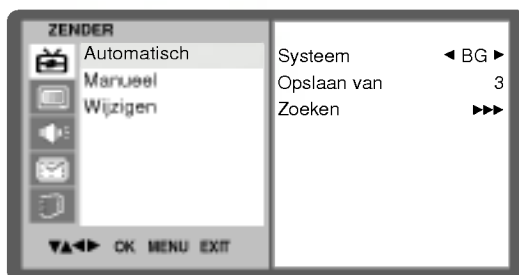 ZENDER
Automatisch
Manueel
Wijzigen
Systeem ◄ BG ►
Opslaan van 3
Zoeken ►►►
▼▲◄► OK MENU EXIT